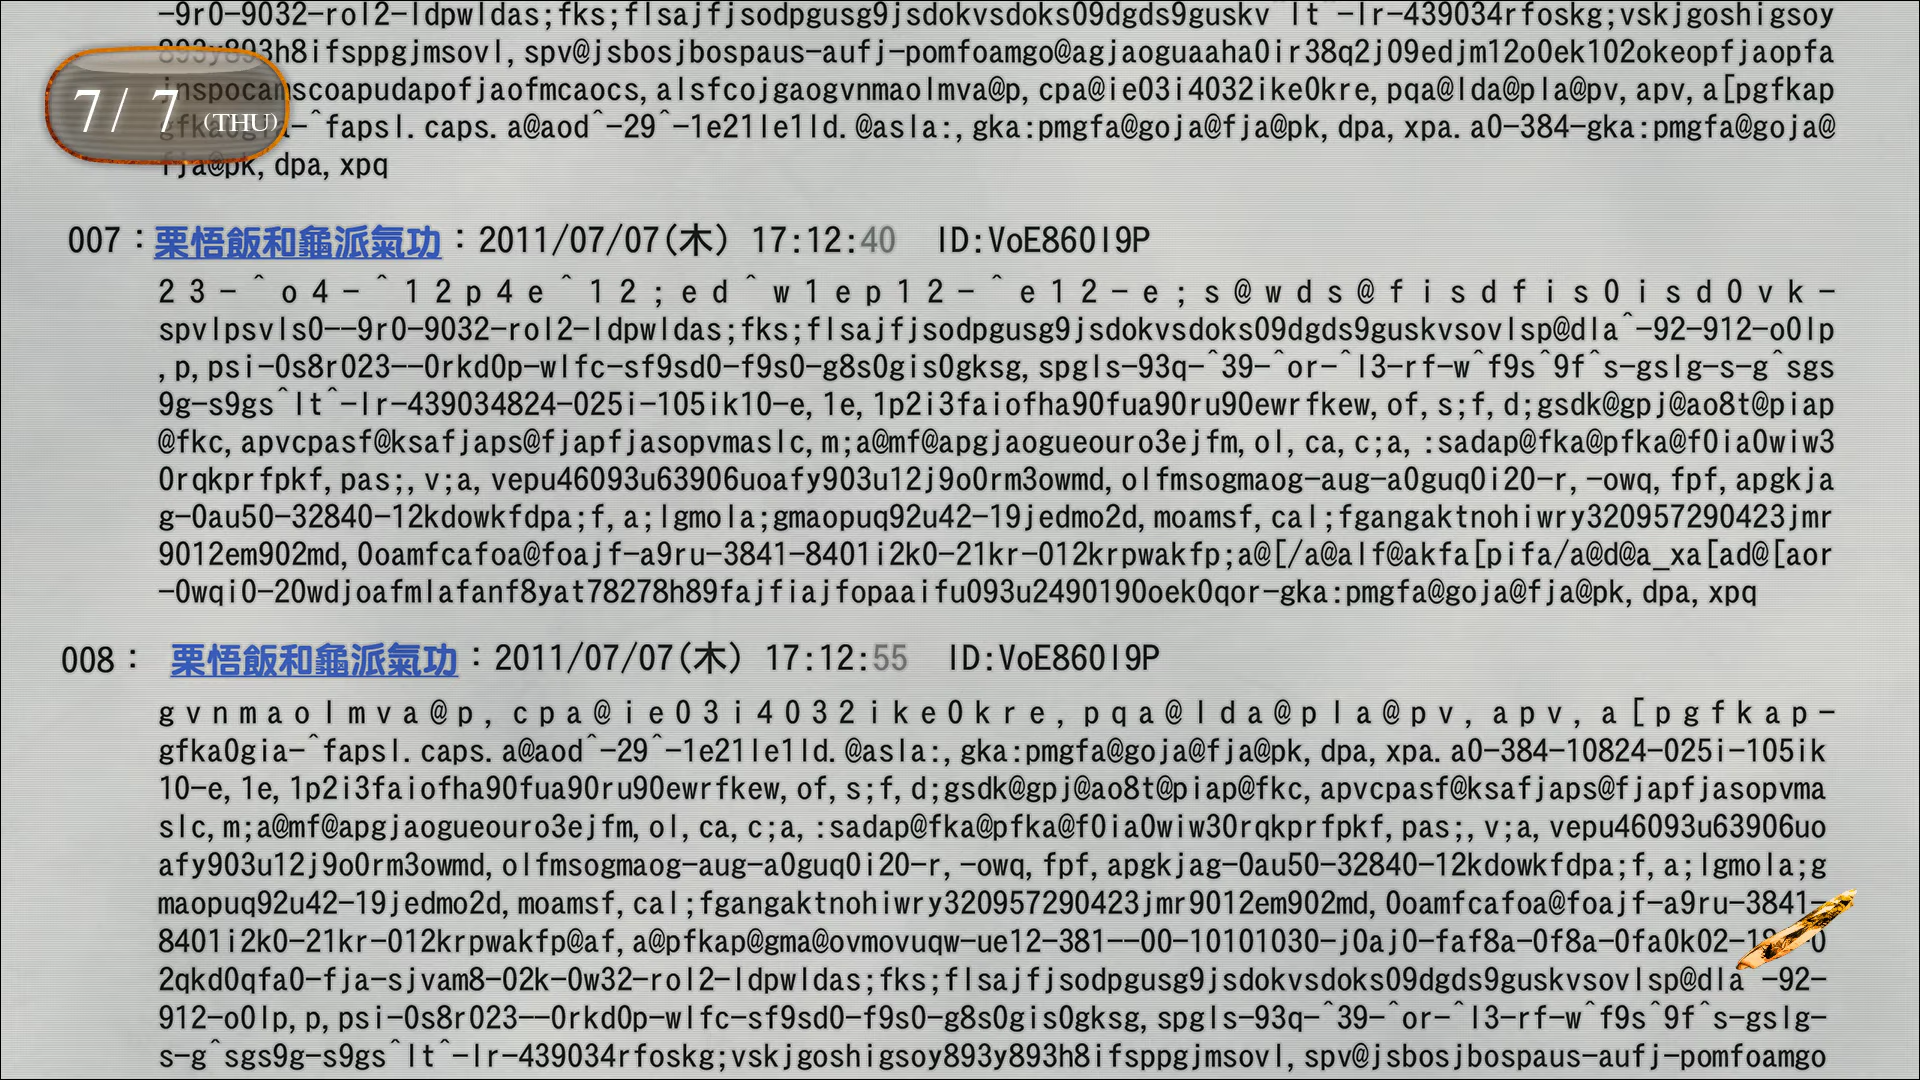 -9r0-9032-rol2-ldpwldas;fks;flsajfjsodpgusg9jsdokvsdoks09dgds9guskv^lt^-lr-439034rfoskg;vskjgoshigsoy
893y893h8ifsppgjmsovl,spv@jsbosjbospaus-aufj-pomfoamgo@agjaoguaaha0ir38q2j09edjm12o0ek102okeopfjaopfa
jnspocamscoapudapofjaofmcaocs,alsfcojgaogvnmaolmva@p,cpa@ie03i4032ike0kre,pqa@lda@pla@pv,apv,a[pgfkap
7/ 7 (THU)
gfka0gia-^fapsl.caps.a@aod^-29^-1e21le1ld.@asla:,gka:pmgfa@goja@fja@pk,dpa,xpa.a0-384-gka:pmgfa@goja@
fja@pk,dpa,xpq
007：栗悟飯和龜派氣功：2011/07/07(木) 17:12:40 ID:VoE860l9P
23-^o4-^12p4e^12;ed^w1ep12-^e12-e;s@wds@fisdfis0isd0vk-
spvlpsvls0--9r0-9032-rol2-ldpwldas;fks;flsajfjsodpgusg9jsdokvsdoks09dgds9guskvsovlsp@dla^-92-912-o0lp
,p,psi-0s8r023--0rkd0p-wlfc-sf9sd0-f9s0-g8s0gis0gksg,spgls-93q-^39-^or-^l3-rf-w^f9s^9f^s-gslg-s-g^sgs
9g-s9gs^lt^-lr-439034824-025i-105ik10-e,1e,1p2i3faiofha90fua90ru90ewrfkew,of,s;f,d;gsdk@gpj@ao8t@piap
@fkc,apvcpasf@ksafjaps@fjapfjasopvmaslc,m;a@mf@apgjaogueouro3ejfm,ol,ca,c;a,:sadap@fka@pfka@f0ia0wiw3
0rqkprfpkf,pas;,v;a,vepu46093u63906uoafy903u12j9o0rm3owmd,olfmsogmaog-aug-a0guq0i20-r,-owq,fpf,apgkja
g-0au50-32840-12kdowkfdpa;f,a;lgmola;gmaopuq92u42-19jedmo2d,moamsf,cal;fgangaktnohiwry320957290423jmr
9012em902md,0oamfcafoa@foajf-a9ru-3841-8401i2k0-21kr-012krpwakfp;a@[/a@alf@akfa[pifa/a@d@a_xa[ad@[aor
-0wqi0-20wdjoafmlafanf8yat78278h89fajfiajfopaaifu093u2490190oek0qor-gka:pmgfa@goja@fja@pk,dpa,xpq
008： 栗悟飯和龜派氣功：2011/07/07(木) 17:12:55 ID:VoE860l9P
gvnmaolmva@p,cpa@ie03i4032ike0kre,pqa@lda@pla@pv,apv,a[pgfkap-
gfka0gia-^fapsl.caps.a@aod^-29^-1e21le1ld.@asla:,gka:pmgfa@goja@fja@pk,dpa,xpa.a0-384-10824-025i-105ik
10-e,1e,1p2i3faiofha90fua90ru90ewrfkew,of,s;f,d;gsdk@gpj@ao8t@piap@fkc,apvcpasf@ksafjaps@fjapfjasopvma
slc,m;a@mf@apgjaogueouro3ejfm,ol,ca,c;a,:sadap@fka@pfka@f0ia0wiw30rqkprfpkf,pas;,v;a,vepu46093u63906uo
afy903u12j9o0rm3owmd,olfmsogmaog-aug-a0guq0i20-r,-owq,fpf,apgkjag-0au50-32840-12kdowkfdpa;f,a;lgmola;g
maopuq92u42-19jedmo2d,moamsf,cal;fgangaktnohiwry320957290423jmr9012em902md,0oamfcafoa@foajf-a9ru-3841-
8401i2k0-21kr-012krpwakfp@af,a@pfkap@gma@ovmovuqw-ue12-381--00-10101030-j0aj0-faf8a-0f8a-0fa0k02-
2qkd0qfa0-fja-sjvam8-02k-0w32-rol2-ldpwldas;fks;flsajfjsodpgusg9jsdokvsdoks09dgds9guskvsovlsp@dla^-92-
912-o0lp,p,psi-0s8r023--0rkd0p-wlfc-sf9sd0-f9s0-g8s0gis0gksg,spgls-93q-^39-^or-^l3-rf-w^f9s^9f^s-gslg-
s-g^sgs9g-s9gs^lt^-lr-439034rfoskg;vskjgoshigsoy893y893h8ifsppgjmsovl,spv@jsbosjbospaus-aufj-pomfoamgo